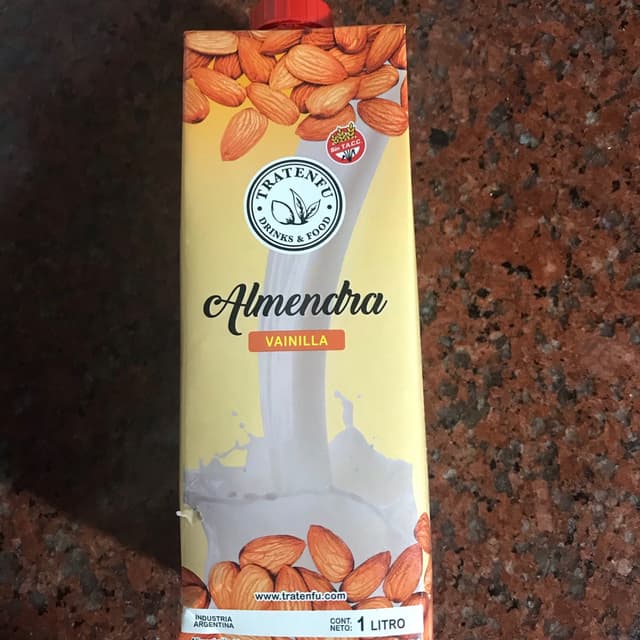 Sin T.A.C.C.
TRATENFU
DRINKS & FOOD
Almendra
VAINILLA
www.tratenfu.com
INDUSTRIA
ARGENTINA
CONT.
NETO: 1 LITRO